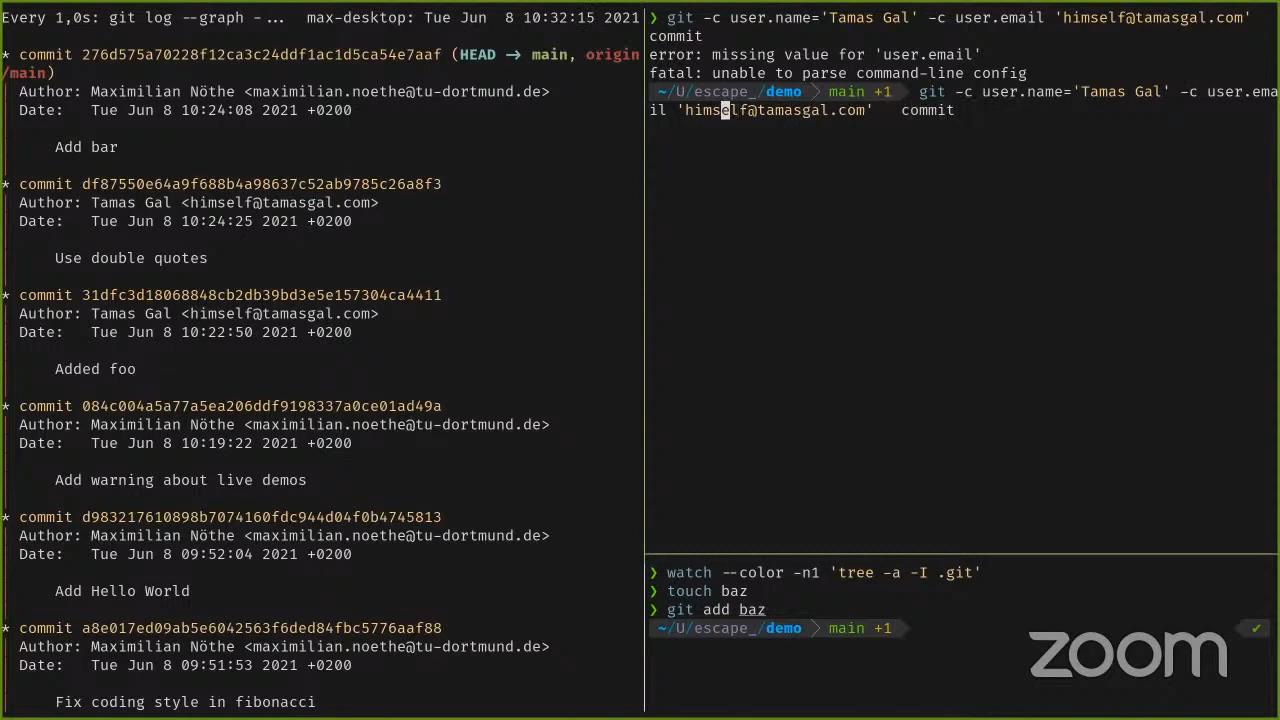 Every 1,0s: git log --graph -... max-desktop: Tue Jun 8 10:32:15 2021
* commit 276d575a70228f12ca3c24ddf1ac1d5ca54e7aaf (HEAD -> main, origin
/main)
| Author: Maximilian Nöthe <maximilian.noethe@tu-dortmund.de>
| Date: Tue Jun 8 10:24:08 2021 +0200
|
| Add bar
|
* commit df87550e64a9f688b4a98637c52ab9785c26a8f3
| Author: Tamas Gal <himself@tamasgal.com>
| Date: Tue Jun 8 10:24:25 2021 +0200
|
| Use double quotes
|
* commit 31dfc3d18068848cb2db39bd3e5e157304ca4411
| Author: Tamas Gal <himself@tamasgal.com>
| Date: Tue Jun 8 10:22:50 2021 +0200
|
| Added foo
|
* commit 084c004a5a77a5ea206ddf9198337a0ce01ad49a
| Author: Maximilian Nöthe <maximilian.noethe@tu-dortmund.de>
| Date: Tue Jun 8 10:19:22 2021 +0200
|
| Add warning about live demos
|
* commit d983217610898b7074160fdc944d04f0b4745813
| Author: Maximilian Nöthe <maximilian.noethe@tu-dortmund.de>
| Date: Tue Jun 8 09:52:04 2021 +0200
|
| Add Hello World
|
* commit a8e017ed09ab5e6042563f6ded84fbc5776aaf88
| Author: Maximilian Nöthe <maximilian.noethe@tu-dortmund.de>
| Date: Tue Jun 8 09:51:53 2021 +0200
|
| Fix coding style in fibonacci
❯ git -c user.name='Tamas Gal' -c user.email 'himself@tamasgal.com'
commit
error: missing value for 'user.email'
fatal: unable to parse command-line config
~/U/escape_/demo main +1 git -c user.name='Tamas Gal' -c user.ema
il 'himself@tamasgal.com' commit
❯ watch --color -n1 'tree -a -I .git'
❯ touch baz
❯ git add baz
~/U/escape_/demo main +1 ✔
zoom